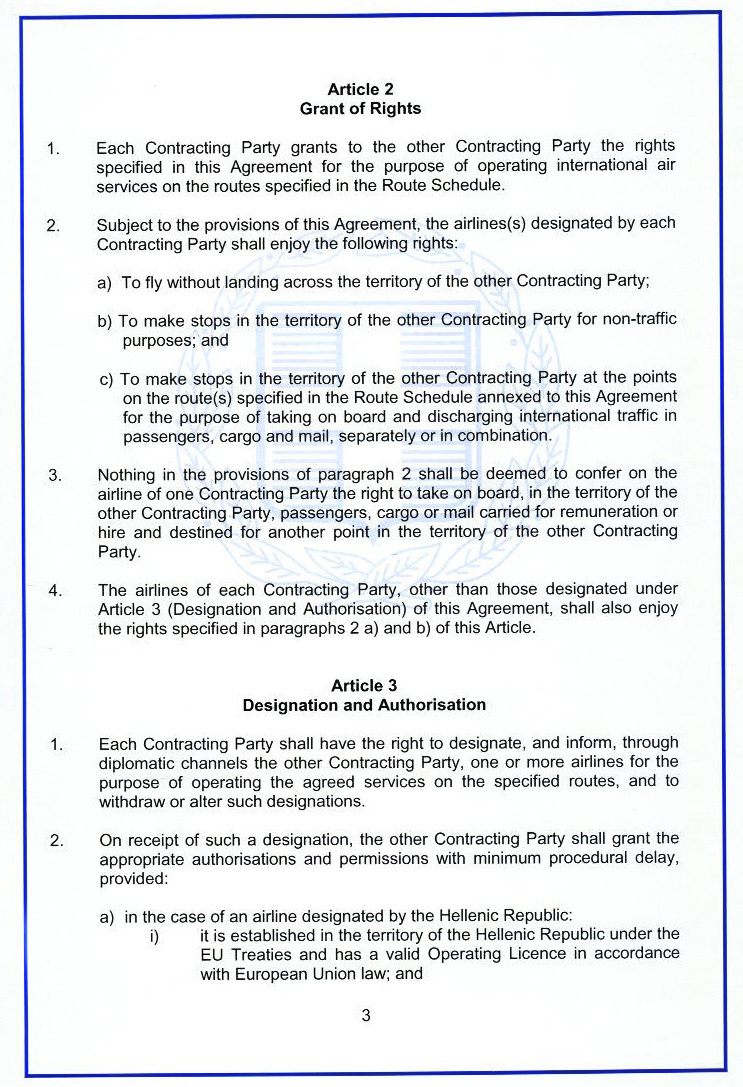 Article 2
Grant of Rights
1. Each Contracting Party grants to the other Contracting Party the rights
specified in this Agreement for the purpose of operating international air
services on the routes specified in the Route Schedule.
2. Subject to the provisions of this Agreement, the airlines(s) designated by each
Contracting Party shall enjoy the following rights:
a) To fly without landing across the territory of the other Contracting Party;
b) To make stops in the territory of the other Contracting Party for non-traffic
purposes; and
c) To make stops in the territory of the other Contracting Party at the points
on the route(s) specified in the Route Schedule annexed to this Agreement
for the purpose of taking on board and discharging international traffic in
passengers, cargo and mail, separately or in combination.
3. Nothing in the provisions of paragraph 2 shall be deemed to confer on the
airline of one Contracting Party the right to take on board, in the territory of the
other Contracting Party, passengers, cargo or mail carried for remuneration or
hire and destined for another point in the territory of the other Contracting
Party.
4. The airlines of each Contracting Party, other than those designated under
Article 3 (Designation and Authorisation) of this Agreement, shall also enjoy
the rights specified in paragraphs 2 a) and b) of this Article.
Article 3
Designation and Authorisation
1. Each Contracting Party shall have the right to designate, and inform, through
diplomatic channels the other Contracting Party, one or more airlines for the
purpose of operating the agreed services on the specified routes, and to
withdraw or alter such designations.
2. On receipt of such a designation, the other Contracting Party shall grant the
appropriate authorisations and permissions with minimum procedural delay,
provided:
a) in the case of an airline designated by the Hellenic Republic:
i) it is established in the territory of the Hellenic Republic under the
EU Treaties and has a valid Operating Licence in accordance
with European Union law; and
3